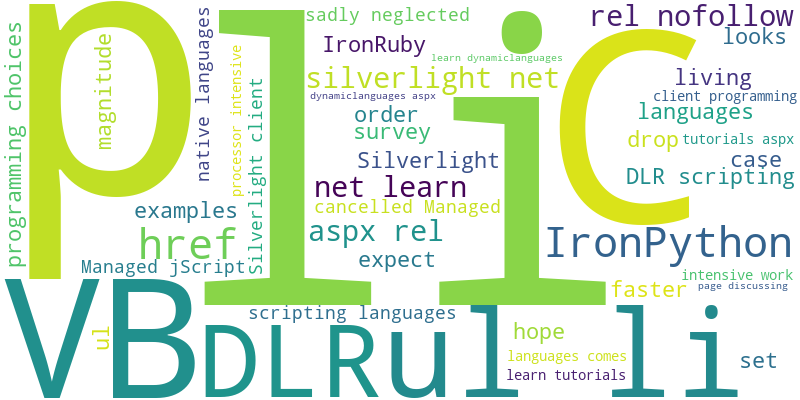 p
li
C
VB
DLR
ul li
sadly neglected
IronRuby
learn dynamiclanguages
silverlight net
dynamiclanguages aspx
order
survey
Silverlight
net learn
cancelled Managed
aspx rel
expect
rel nofollow
looks
living
client programming
languages
drop
tutorials aspx
case
DLR scripting
IronPython
intensive work
page discussing
faster
programming choices
magnitude
native languages
processor intensive
Silverlight client
examples
href
Managed jScript
scripting languages
ul
hope
languages comes
learn tutorials
set